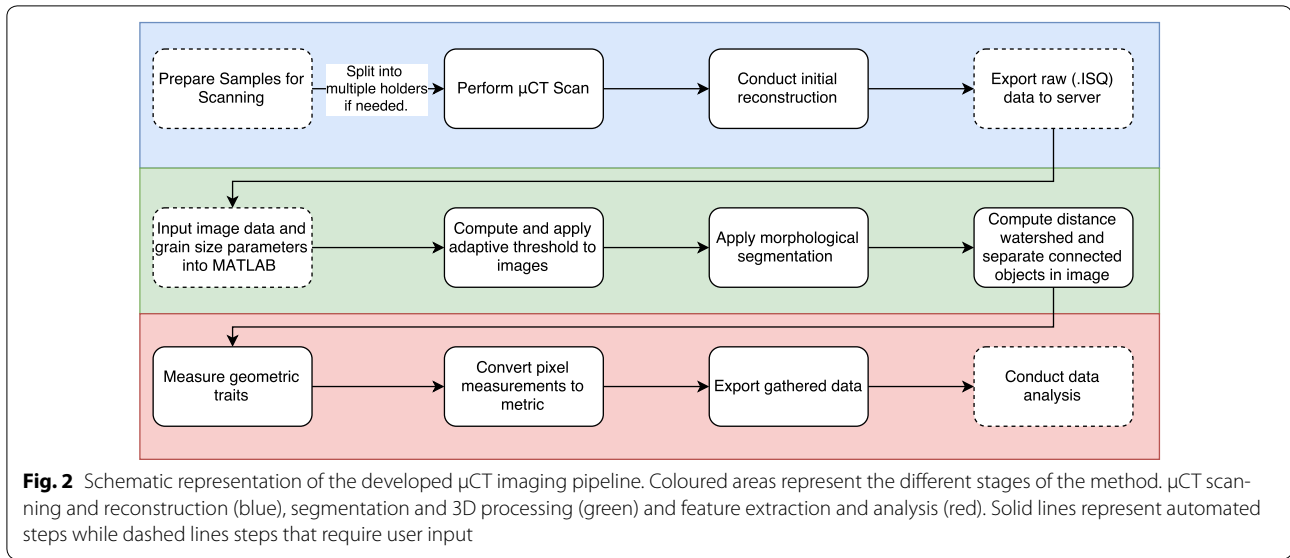 Prepare Samples for
Scanning
Split into
multiple holders
if needed.
Perform µCT Scan
Conduct initial
reconstruction
Export raw (.ISQ)
data to server
Input image data and
grain size parameters
into MATLAB
Compute and apply
adaptive threshold to
images
Apply morphological
segmentation
Compute distance
watershed and
separate connected
objects in image
Measure geometric
traits
Convert pixel
measurements to
metric
Export gathered data
Conduct data
analysis
Fig. 2 Schematic representation of the developed µCT imaging pipeline. Coloured areas represent the different stages of the method. µCT scan-
ning and reconstruction (blue), segmentation and 3D processing (green) and feature extraction and analysis (red). Solid lines represent automated
steps while dashed lines steps that require user input